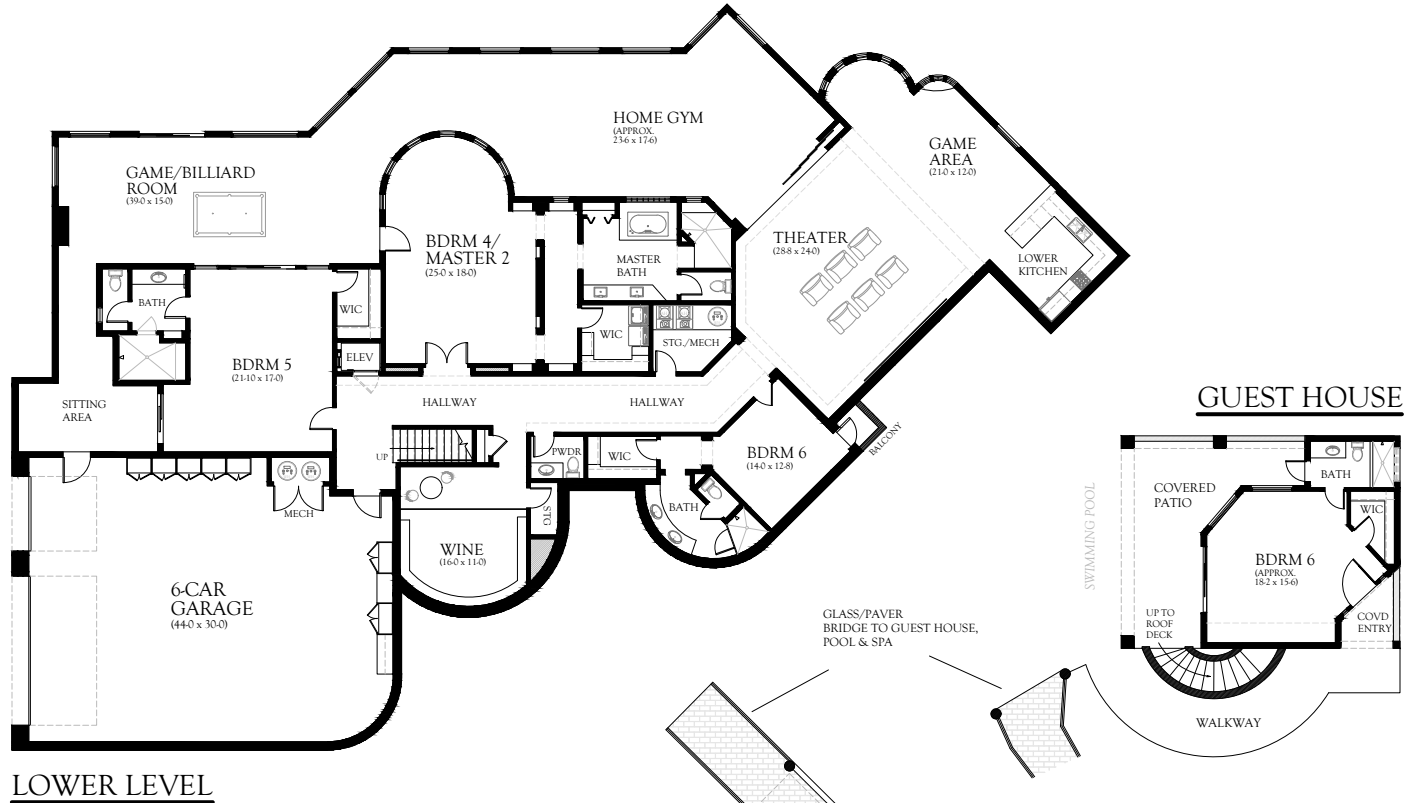 HOME GYM
(APPROX.
23-6 x 17-6)
GAME
AREA
(21-0 x 12-0)
GAME/BILLIARD
ROOM
(39-0 x 15-0)
BDRM 4/
MASTER 2
(25-0 x 18-0)
THEATER
(28-8 x 24-0)
MASTER
BATH
LOWER
KITCHEN
BATH
WIC
WIC
STG./MECH
ELEV
BDRM 5
(21-10 x 17-0)
SITTING
AREA
HALLWAY
HALLWAY
GUEST HOUSE
UP
PWDR
WIC
BDRM 6
(14-0 x 12-8)
BALCONY
MECH
STG.
BATH
WINE
(16-0 x 11-0)
6-CAR
GARAGE
(44-0 x 30-0)
SWIMMING POOL
COVERED
PATIO
BATH
WIC
BDRM 6
(APPROX.
18-2 x 15-6)
UP TO
ROOF
DECK
COVD
ENTRY
GLASS/PAVER
BRIDGE TO GUEST HOUSE,
POOL & SPA
WALKWAY
LOWER LEVEL